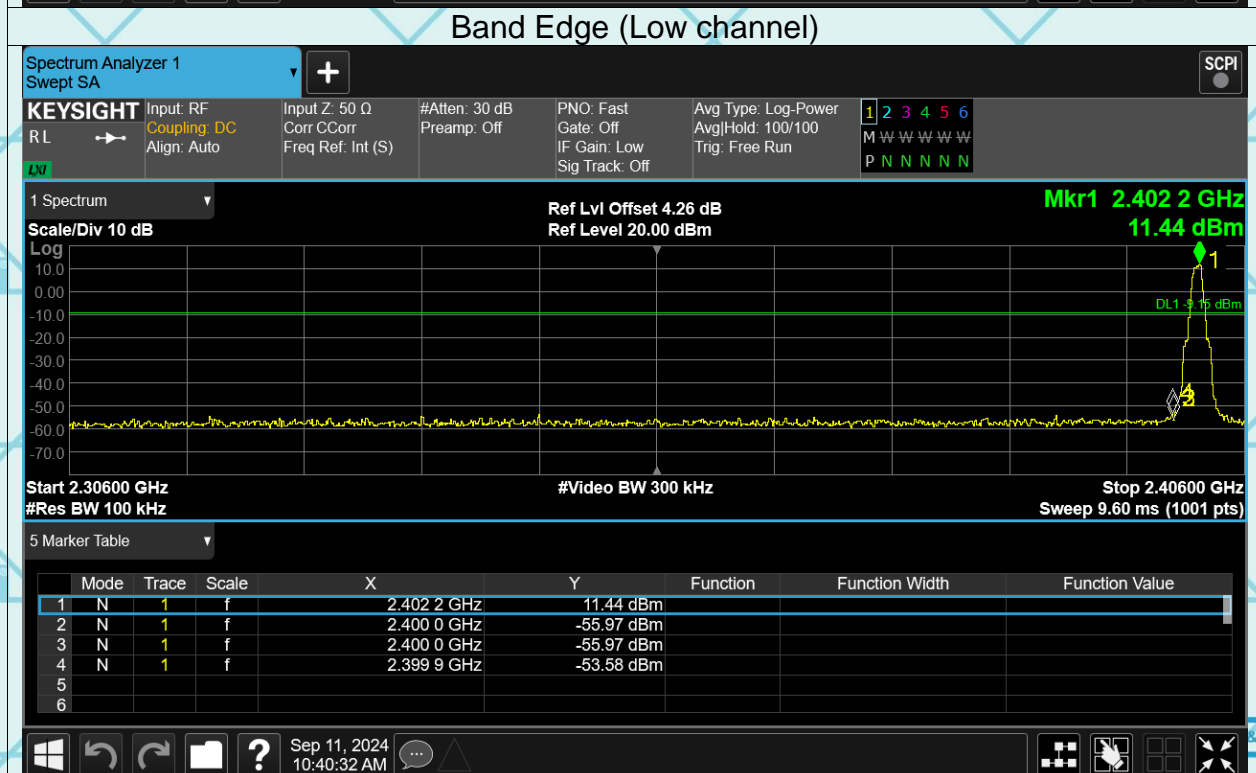 Band Edge (Low channel)
Spectrum Analyzer 1
Swept SA
+
SCPI
KEYSIGHT
RL
LXI
Input: RF
Coupling: DC
Align: Auto
Input Z: 50 Ω
Corr CCorr
Freq Ref: Int (S)
#Atten: 30 dB
Preamp: Off
PNO: Fast
Gate: Off
IF Gain: Low
Sig Track: Off
Avg Type: Log-Power
Avg|Hold: 100/100
Trig: Free Run
1 2 3 4 5 6
M W W W W W
P N N N N N
1 Spectrum
Scale/Div 10 dB
Ref Lvl Offset 4.26 dB
Ref Level 20.00 dBm
Mkr1 2.402 2 GHz
11.44 dBm
Log
10.0
0.00
-10.0
-20.0
-30.0
-40.0
-50.0
-60.0
-70.0
1
DL1 -9.15 dBm
Start 2.30600 GHz
#Res BW 100 kHz
#Video BW 300 kHz
Stop 2.40600 GHz
Sweep 9.60 ms (1001 pts)
5 Marker Table
Mode Trace Scale X Y Function Function Width Function Value
1 N 1 f 2.402 2 GHz 11.44 dBm
2 N 1 f 2.400 0 GHz -55.97 dBm
3 N 1 f 2.400 0 GHz -55.97 dBm
4 N 1 f 2.399 9 GHz -53.58 dBm
5
6
?
Sep 11, 2024
10:40:32 AM